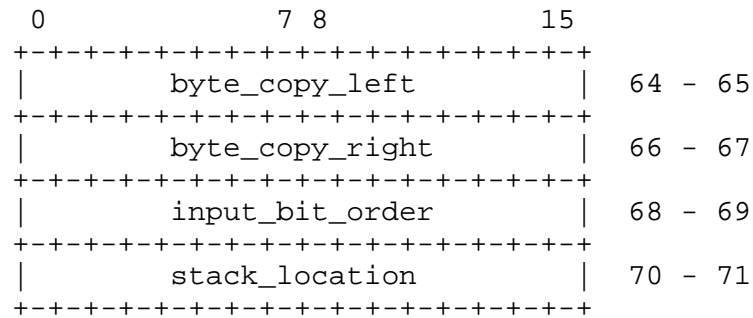 0 7 8 15
+-+-+-+-+-+-+-+-+-+-+-+-+-+-+-+-+
| byte_copy_left | 64 - 65
+-+-+-+-+-+-+-+-+-+-+-+-+-+-+-+-+
| byte_copy_right | 66 - 67
+-+-+-+-+-+-+-+-+-+-+-+-+-+-+-+-+
| input_bit_order | 68 - 69
+-+-+-+-+-+-+-+-+-+-+-+-+-+-+-+-+
| stack_location | 70 - 71
+-+-+-+-+-+-+-+-+-+-+-+-+-+-+-+-+